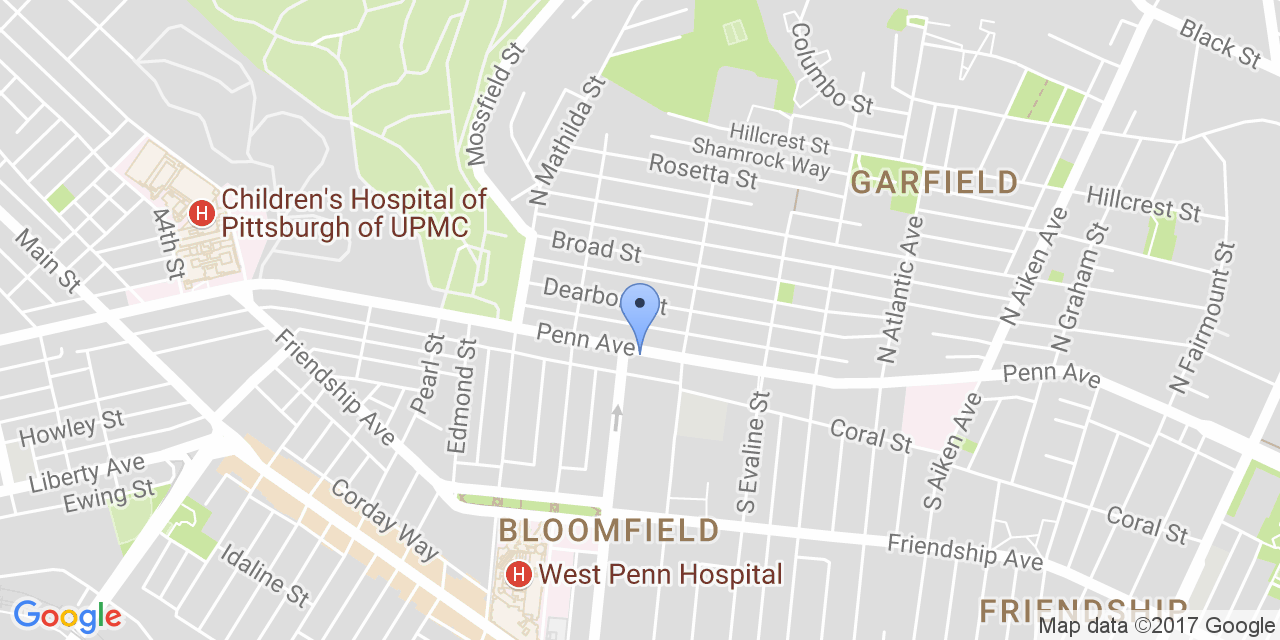 Black St
Columbo St
Mossfield St
N Mathilda St
Hillcrest St
Shamrock Way
Rosetta St
GARFIELD
Hillcrest St
Children's Hospital of
Pittsburgh of UPMC
H
44th St
Main St
Broad St
N Atlantic Ave
N Aiken Ave
N Graham St
N Fairmount St
Penn Ave
Penn Ave
Friendship Ave
Pearl St
Edmond St
S Evaline St
Coral St
S Aiken Ave
Howley St
Liberty Ave
Ewing St
Corday Way
Idaline St
BLOOMFIELD
H
West Penn Hospital
Friendship Ave
Coral St
FRIENDSHIP
Google
Map data ©2017 Google